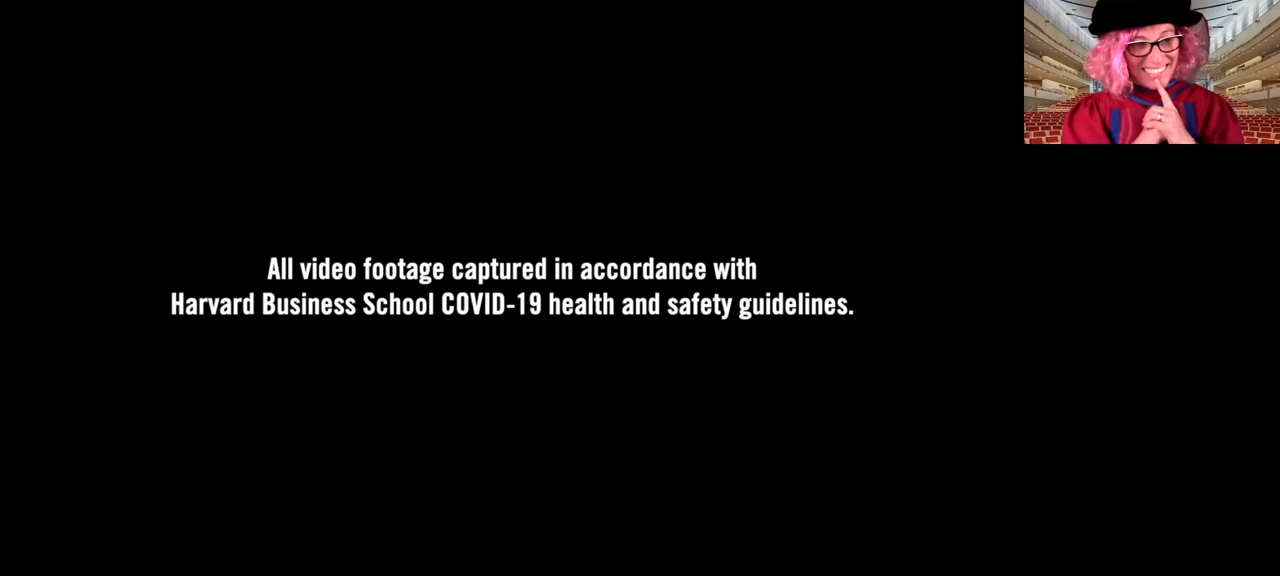 All video footage captured in accordance with
Harvard Business School COVID-19 health and safety guidelines.